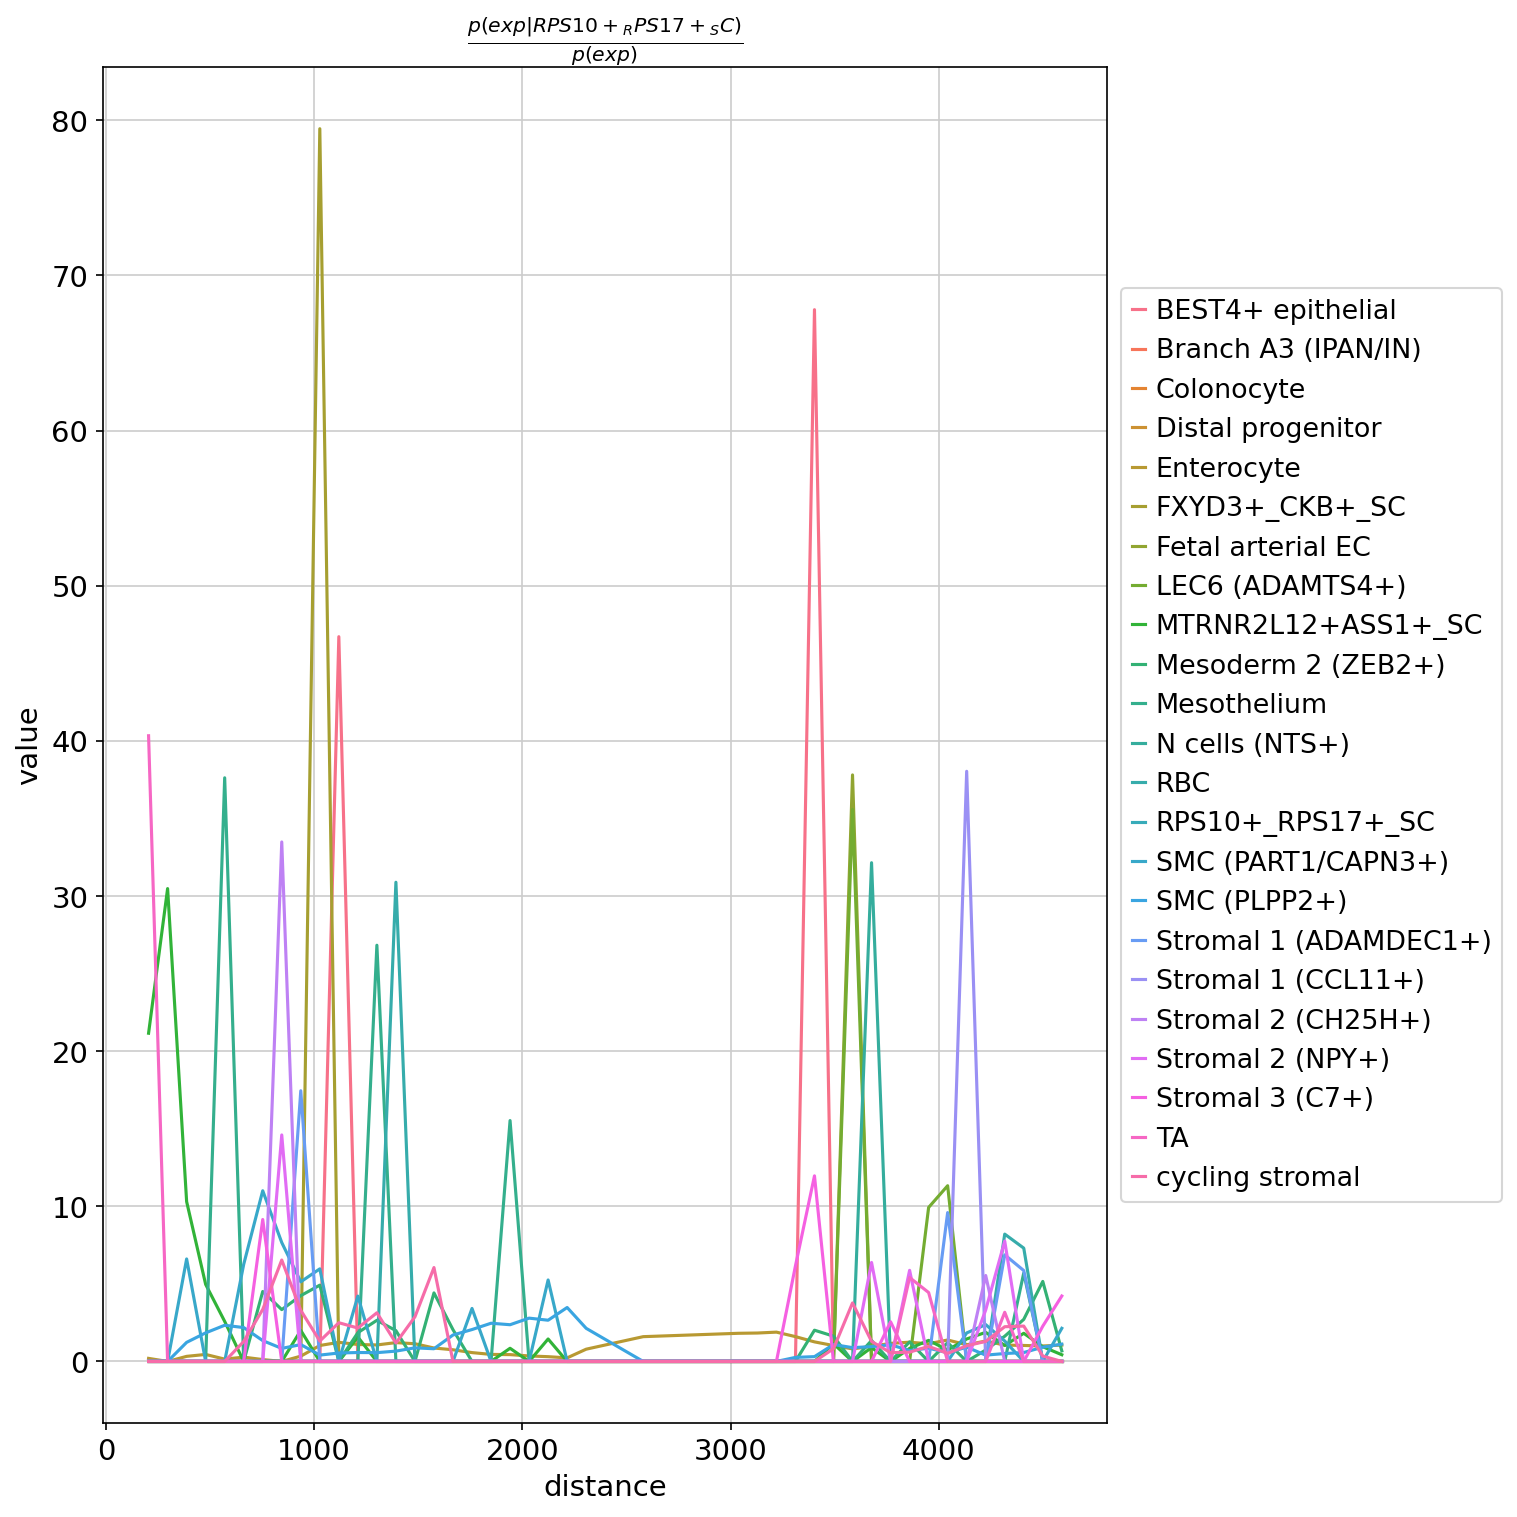 p(exp|RPS10 + RPS17 + SC)
p(exp)
80
70
60
50
40
30
20
10
0
value
0 1000 2000 3000 4000
distance
BEST4+ epithelial
Branch A3 (IPAN/IN)
Colonocyte
Distal progenitor
Enterocyte
FXYD3+_CKB+_SC
Fetal arterial EC
LEC6 (ADAMTS4+)
MTRNR2L12+ASS1+_SC
Mesoderm 2 (ZEB2+)
Mesothelium
N cells (NTS+)
RBC
RPS10+_RPS17+_SC
SMC (PART1/CAPN3+)
SMC (PLPP2+)
Stromal 1 (ADAMDEC1+)
Stromal 1 (CCL11+)
Stromal 2 (CH25H+)
Stromal 2 (NPY+)
Stromal 3 (C7+)
TA
cycling stromal